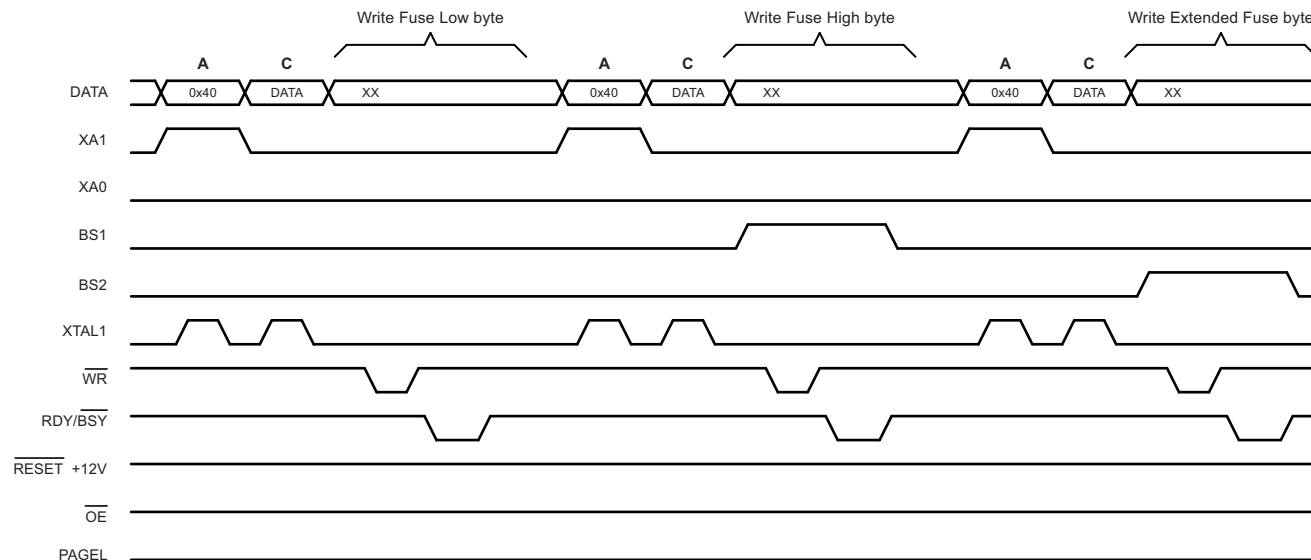 Write Fuse Low byte Write Fuse High byte Write Extended Fuse byte
A C A C A C
DATA 0x40 DATA XX 0x40 DATA XX 0x40 DATA XX
XA1
XA0
BS1
BS2
XTAL1
WR
RDY/BSY
RESET +12V
OE
PAGEL